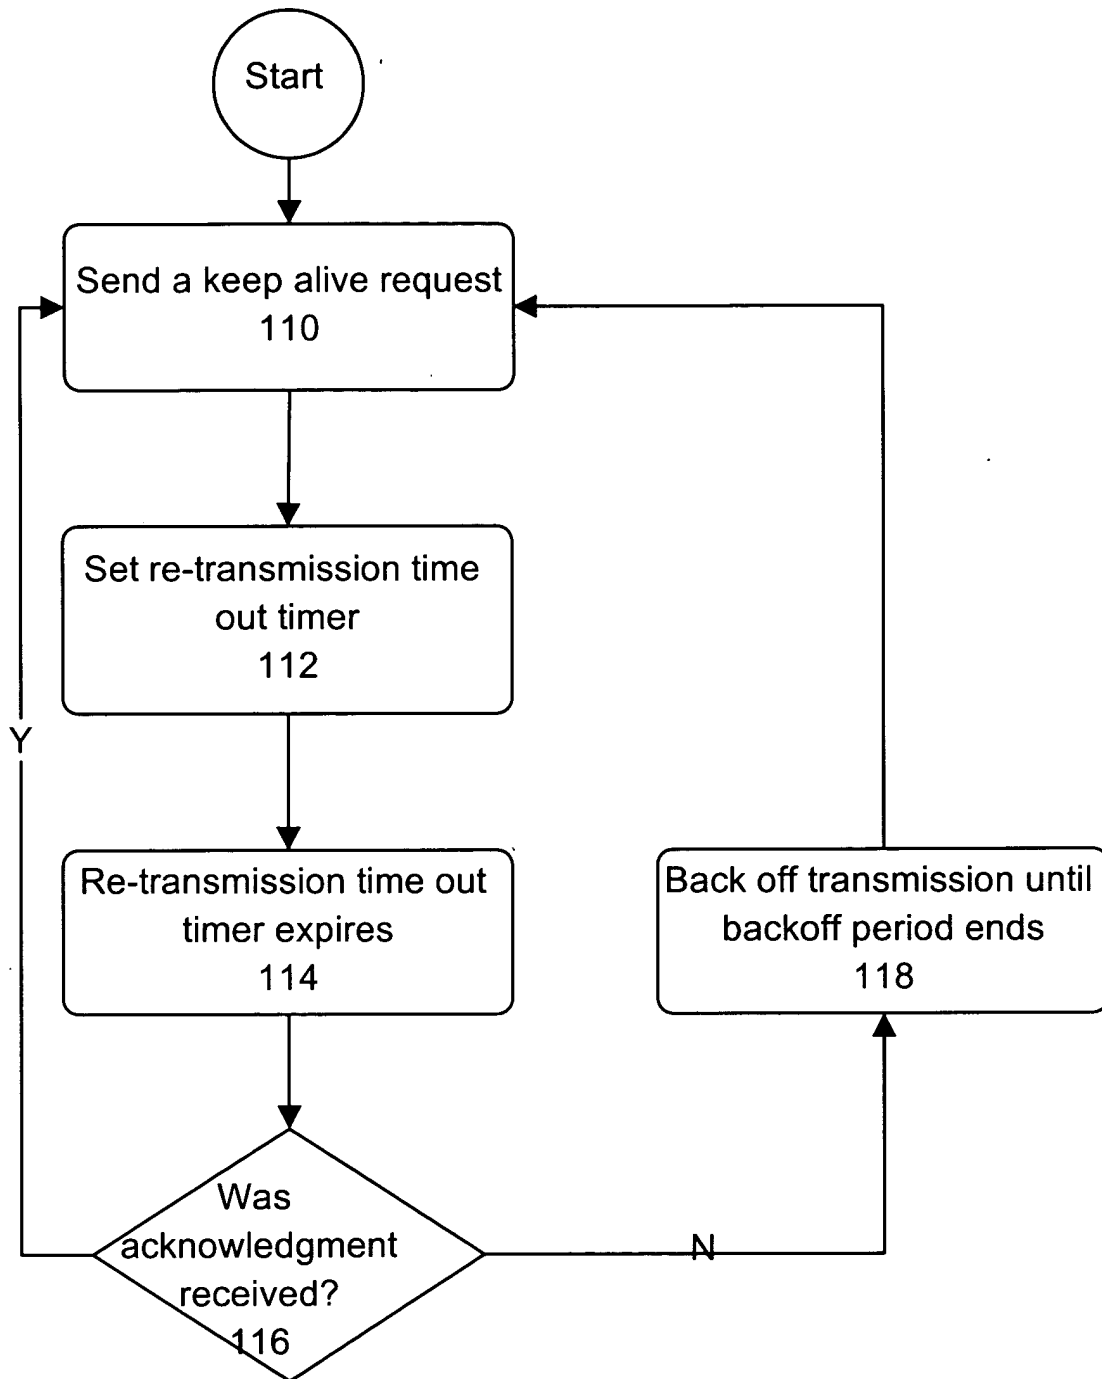 Start
Send a keep alive request
110
Set re-transmission time
out timer
112
Y
Re-transmission time out
timer expires
114
Back off transmission until
backoff period ends
118
Was
acknowledgment
received?
116
N